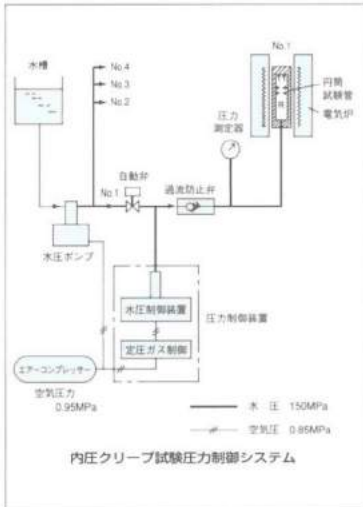 水槽
No.4
No.3
No.2
No.1
自動弁
過流防止弁
圧力
測定器
No.1
円筒
試験管
電気炉
水圧ポンプ
水圧制御装置
定圧ガス制御
圧力制御装置
エアーコンプレッサー
空気圧力
0.95MPa
水 圧 150MPa
空気圧 0.85MPa
内圧クリープ試験圧力制御システム